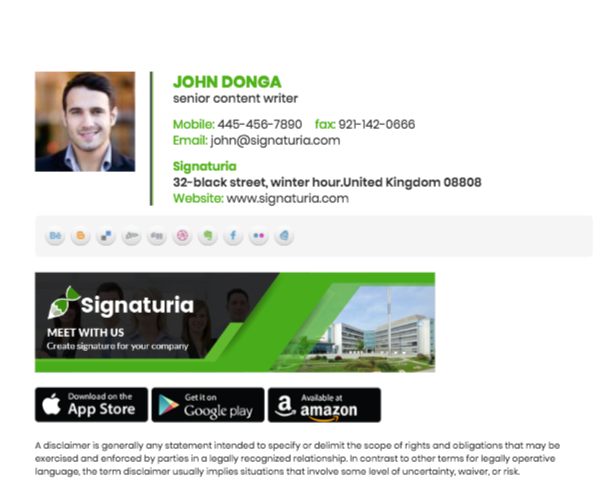 JOHN DONGA
senior content writer
Mobile: 445-456-7890 fax: 921-142-0666
Email: john@signaturia.com
Signaturia
32-black street, winter hour.United Kingdom 08808
Website: www.signaturia.com
Bē
digg
Signaturia
MEET WITH US
Create signature for your company
Download on the
App Store
Get it on
Google play
Available at
amazon
A disclaimer is generally any statement intended to specify or delimit the scope of rights and obligations that may be
exercised and enforced by parties in a legally recognized relationship. In contrast to other terms for legally operative
language, the term disclaimer usually implies situations that involve some level of uncertainty, waiver, or risk.